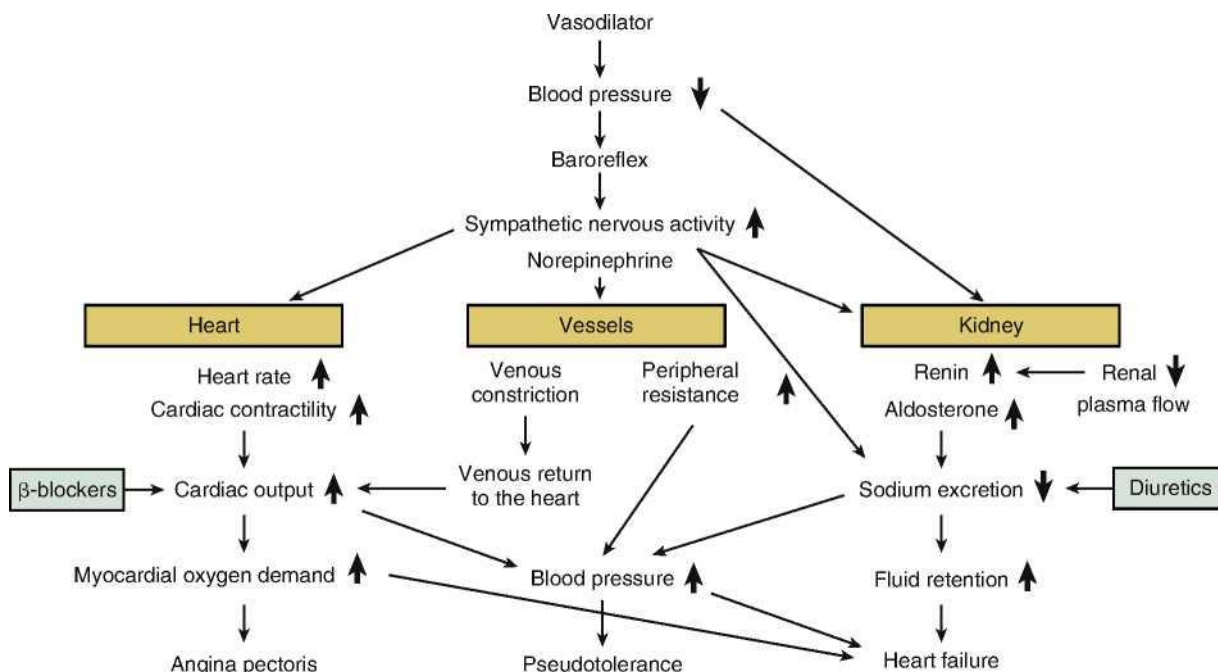 Vasodilator
Blood pressure
Baroreflex
Sympathetic nervous activity
Norepinephrine
Heart
Vessels
Kidney
Heart rate
Cardiac contractility
Venous
constriction
Peripheral
resistance
Renin
Renal
plasma flow
Aldosterone
β-blockers
Cardiac output
Venous return
to the heart
Sodium excretion
Diuretics
Myocardial oxygen demand
Blood pressure
Fluid retention
Angina pectoris
Pseudotolerance
Heart failure